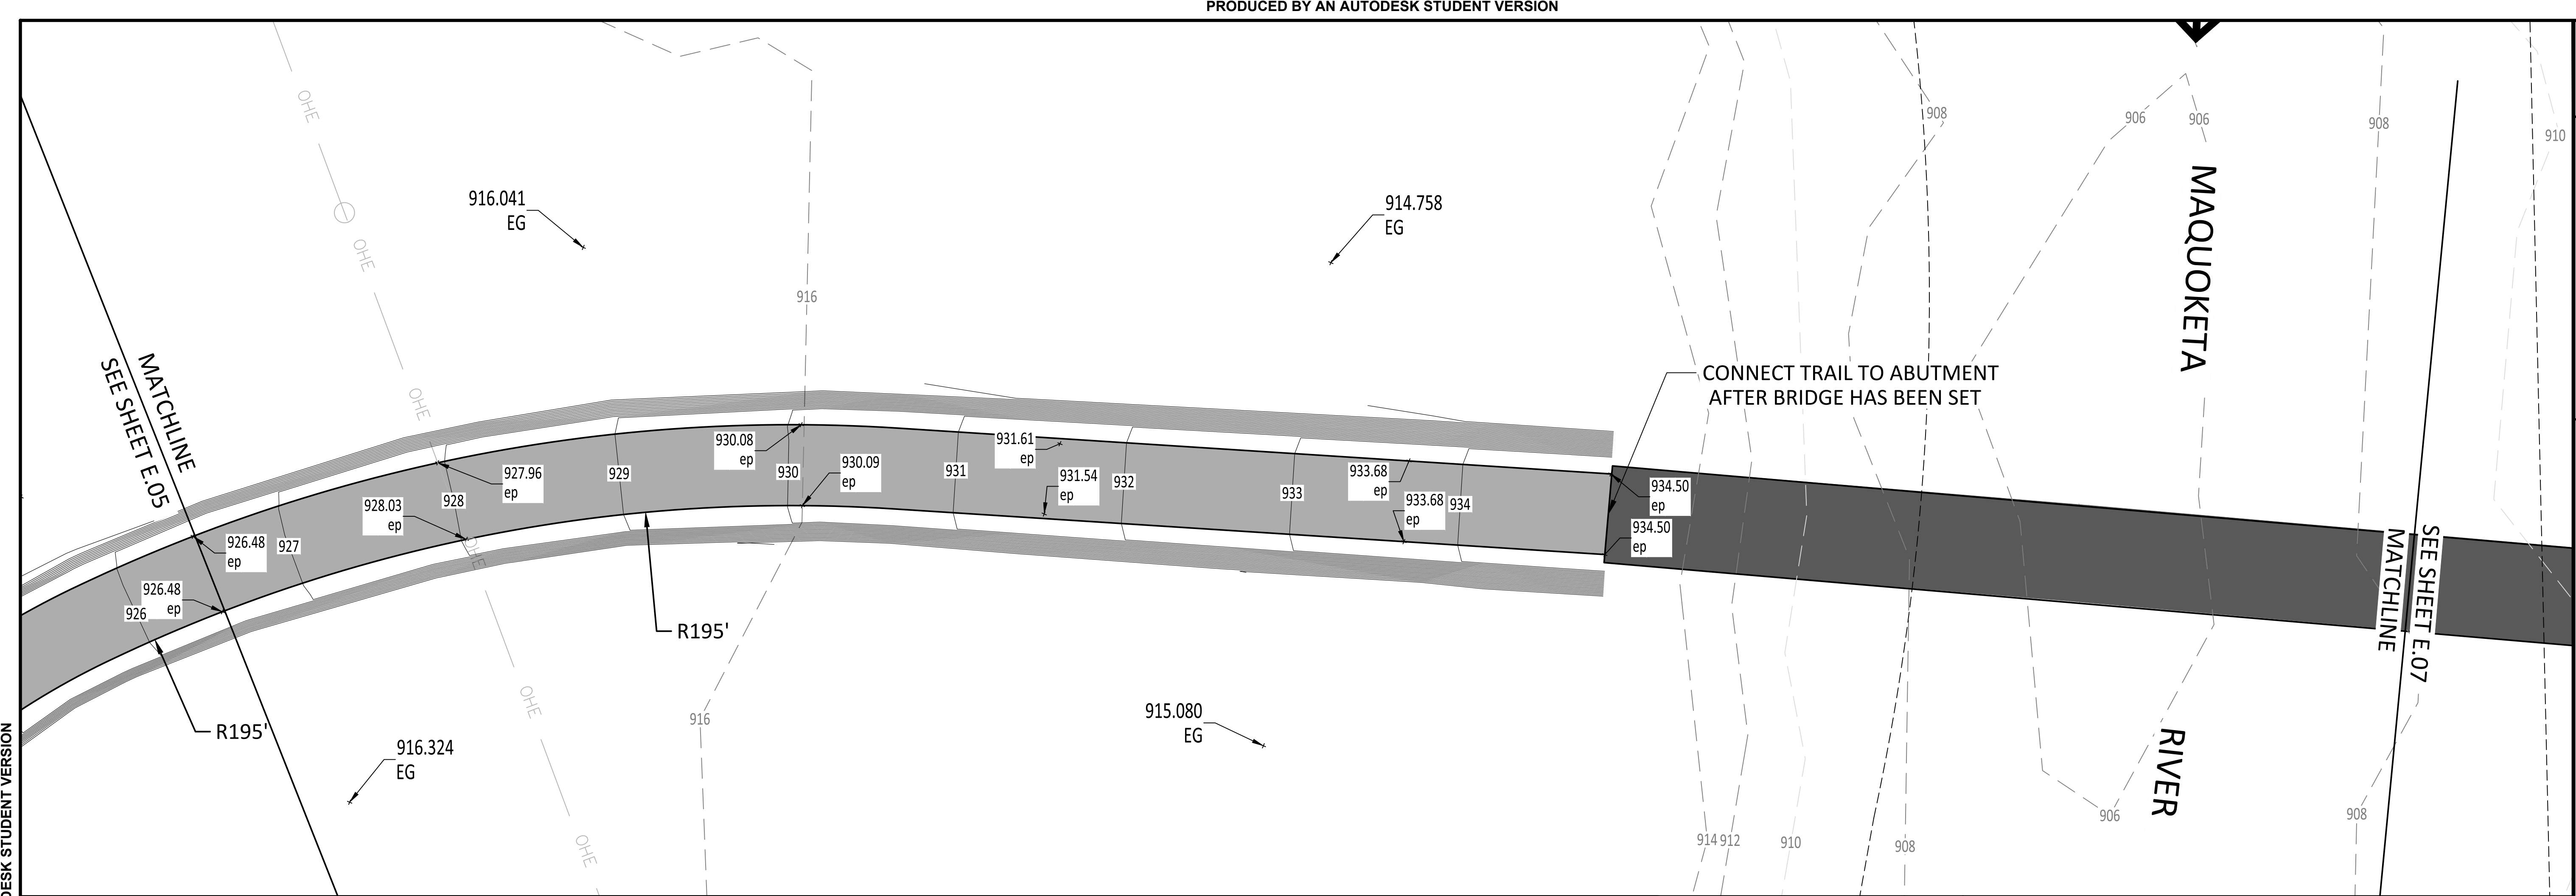 PRODUCED BY AN AUTODESK STUDENT VERSION
OHE
908
906
906
908
910
916.041
EG
914.758
EG
MAQUOKETA
OHE
916
MATCHLINE
SEE SHEET E.05
CONNECT TRAIL TO ABUTMENT
AFTER BRIDGE HAS BEEN SET
OHE
930.08
ep
931.61
ep
930.09
ep
927.96
ep
929
930
931
931.54
ep
932
933.68
ep
933
933.68
ep
934
934.50
ep
928.03
ep
928
934.50
ep
926.48
ep
927
OHE
SEE SHEET E.07
MATCHLINE
926.48
ep
926
R195'
R195'
OHE
916
915.080
EG
916.324
EG
RIVER
914
912
910
908
906
908
OHE
DESK STUDENT VERSION